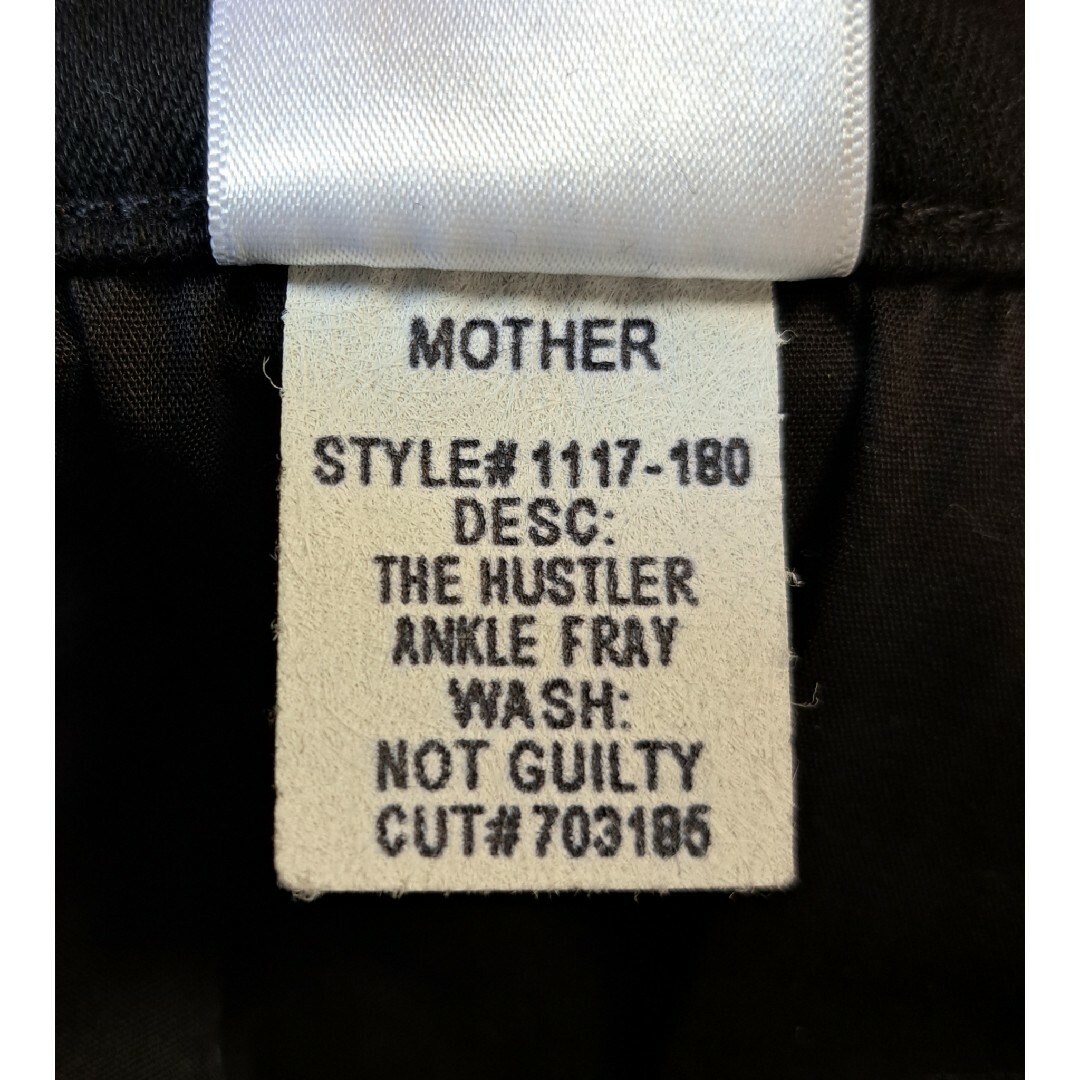 MOTHER
STYLE# 1117-180
DESC:
THE HUSTLER
ANKLE FRAY
WASH:
NOT GUILTY
CUT# 703185